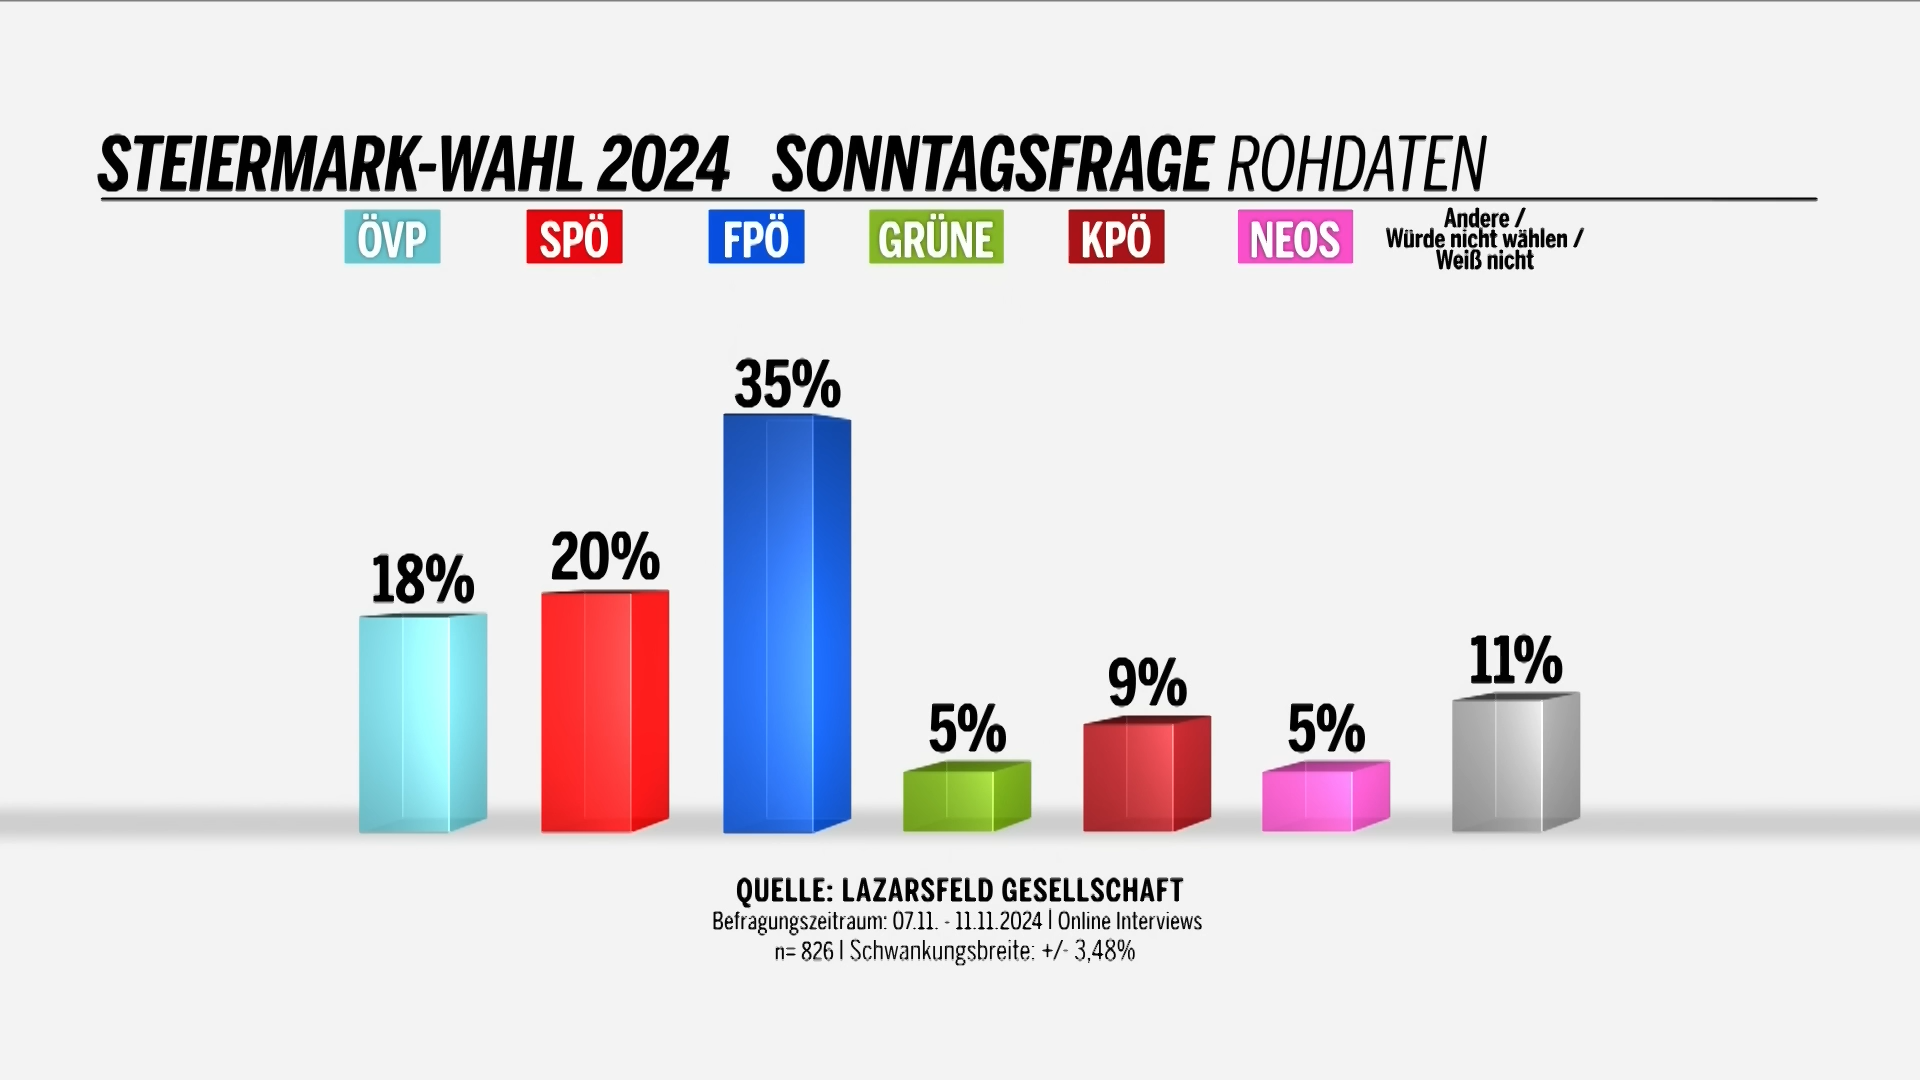 STEIERMARK-WAHL 2024 SONNTAGSFRAGE ROHDATEN
ÖVP
SPÖ
FPÖ
GRÜNE
KPÖ
NEOS
Andere /
Würde nicht wählen /
Weiß nicht
18%
20%
35%
5%
9%
5%
11%
QUELLE: LAZARSFELD GESELLSCHAFT
Befragungszeitraum: 07.11. - 11.11.2024 | Online Interviews
n= 826 | Schwankungsbreite: +/- 3,48%